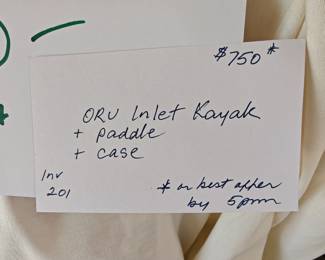 $750 *
ORU Inlet Kayak
+ paddle
+ case
Inv
201
* or best offer
by 5pm